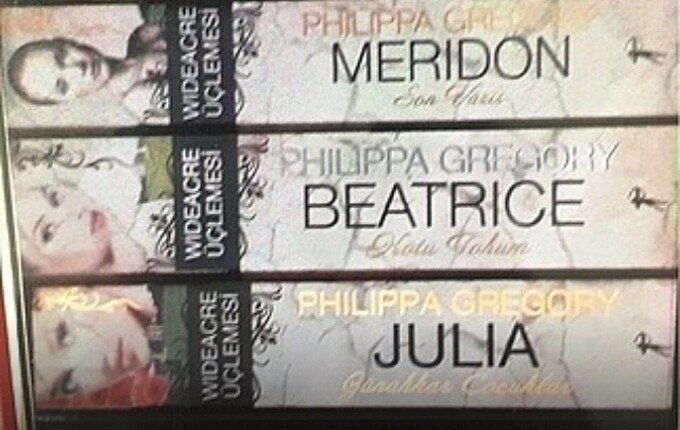 WIDEACRE
ÜÇLEMESİ
PHILIPPA GREGORY
MERIDON
Son Varis
WIDEACRE
ÜÇLEMESİ
PHILIPPA GREGORY
BEATRICE
Kötü Tohum
WIDEACRE
ÜÇLEMESİ
PHILIPPA GREGORY
JULIA
Günahkar Çocuklar